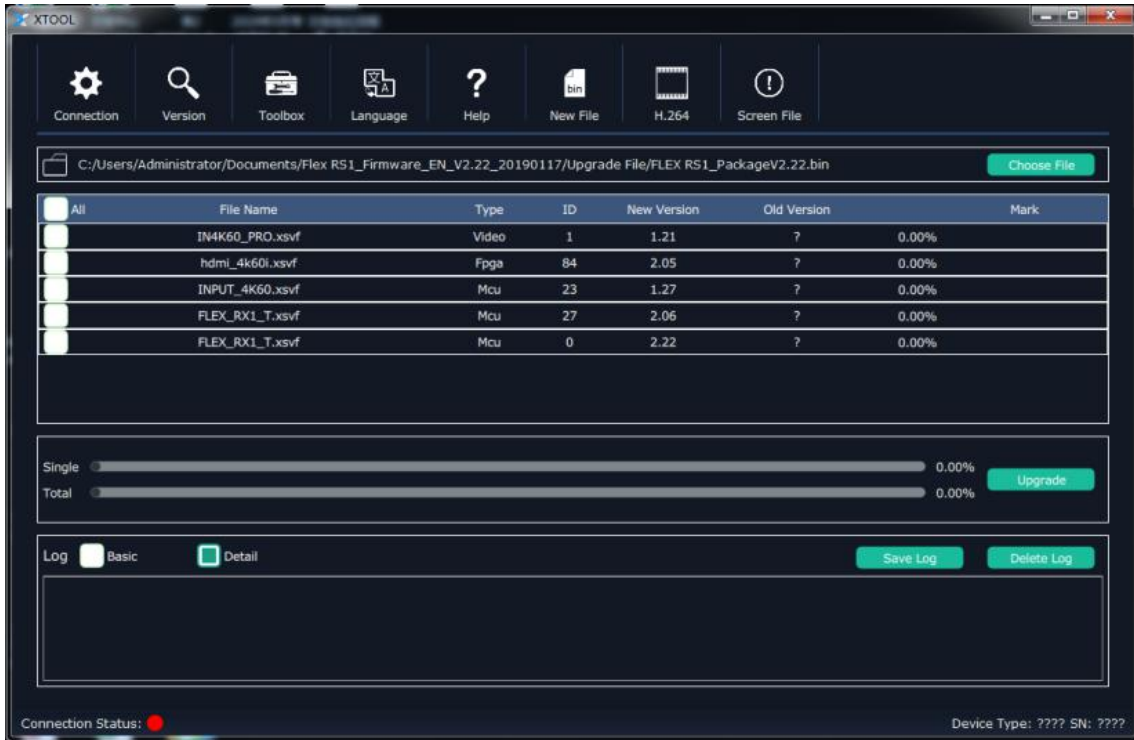 XTOOL
Connection Version Toolbox Language Help New File H.264 Screen File
bin
C:/Users/Administrator/Documents/Flex RS1_Firmware_EN_V2.22_20190117/Upgrade File/FLEX RS1_PackageV2.22.bin Choose File
All File Name Type ID New Version Old Version Mark
IN4K60_PRO.xsvf Video 1 1.21 ? 0.00%
hdmi_4k60i.xsvf Fpga 84 2.05 ? 0.00%
INPUT_4K60.xsvf Mcu 23 1.27 ? 0.00%
FLEX_RX1_T.xsvf Mcu 27 2.06 ? 0.00%
FLEX_RX1_T.xsvf Mcu 0 2.22 ? 0.00%
Single 0.00%
Upgrade
Total 0.00%
Log Basic Detail Save Log Delete Log
Connection Status: Device Type: ???? SN: ????